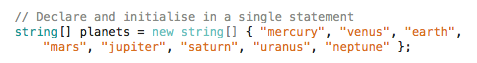 // Declare and initialise in a single statement
string[] planets = new string[] { "mercury", "venus", "earth",
"mars", "jupiter", "saturn", "uranus", "neptune" };